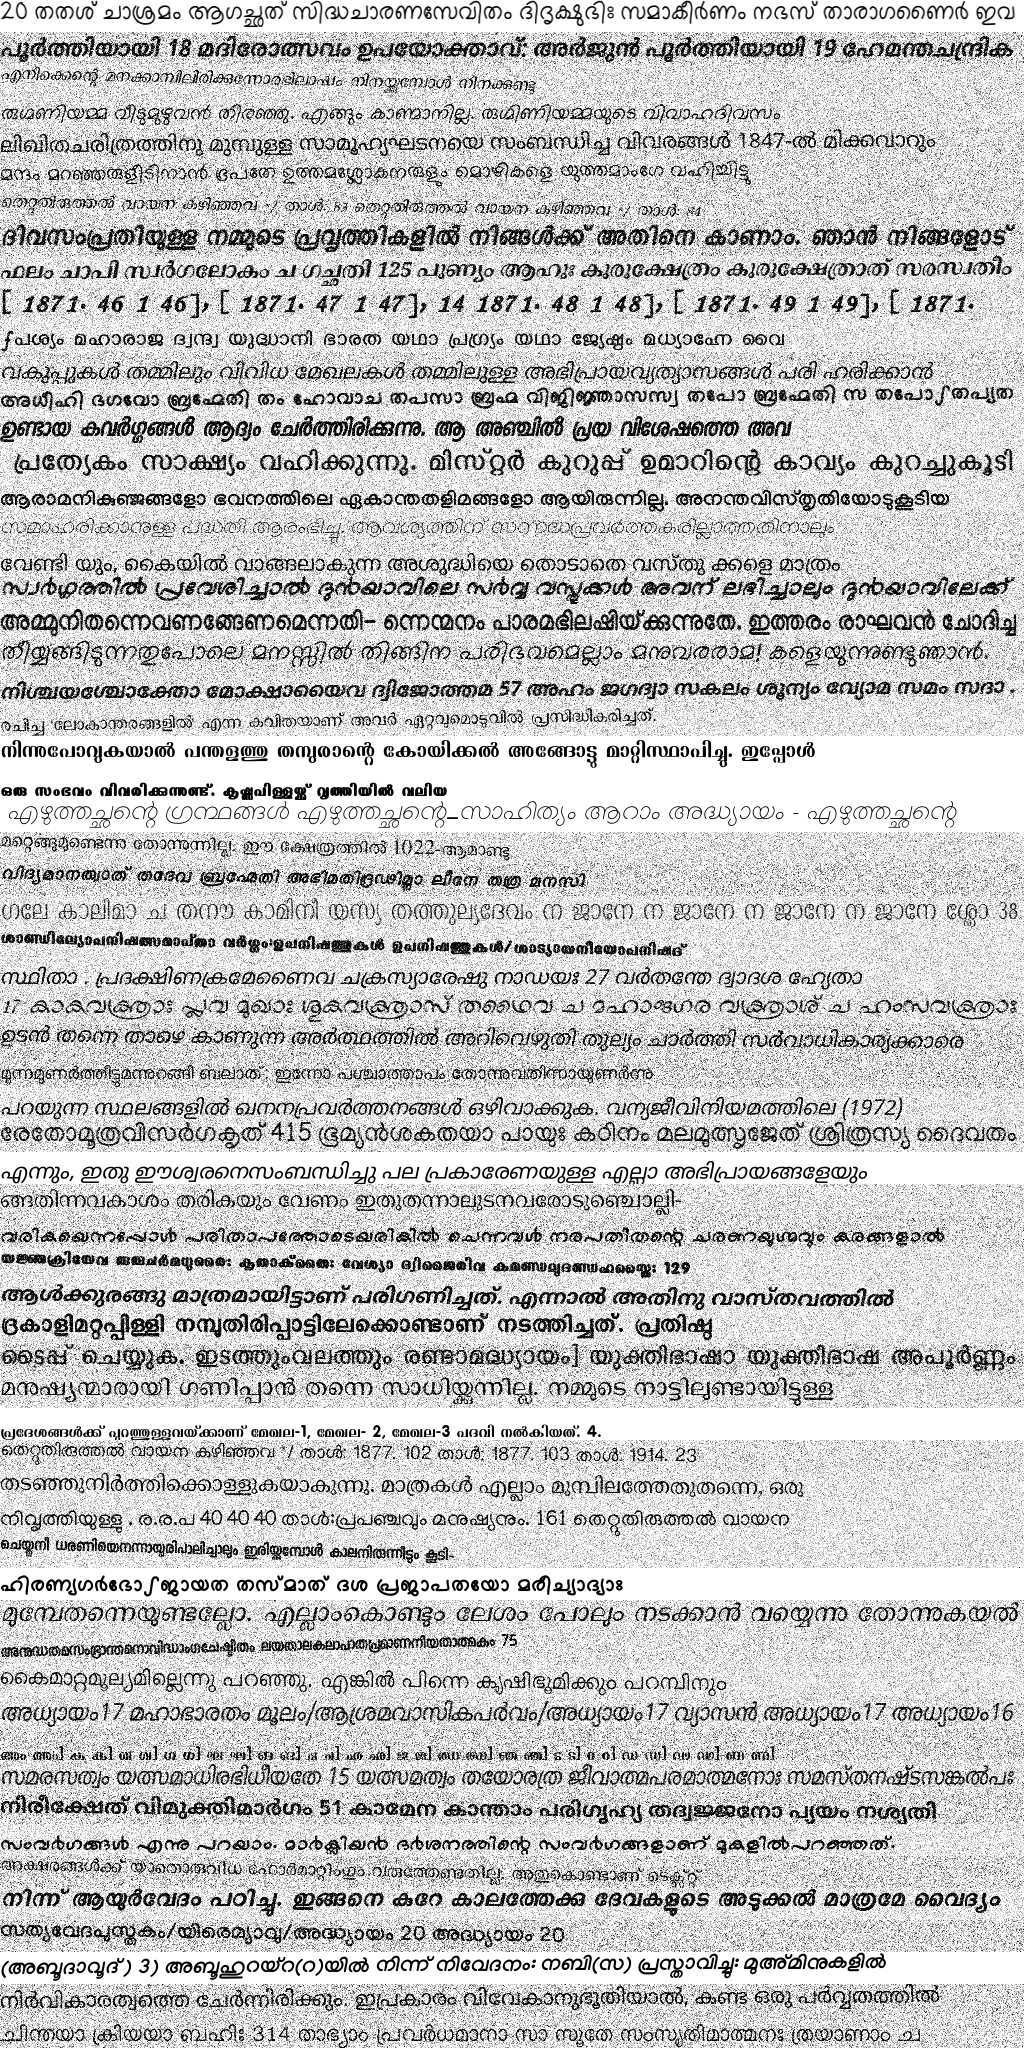 20 തതശ് ചാശ്രമം ആഗച്ഛത് സിദ്ധചാരണസേവിതം ദിദൃക്ഷുഭിഃ സമാകീർണം നഭസ് താരാഗണൈർ ഇവ
പൂർത്തിയായി 18 മദിരോത്സവം ഉപയോക്താവ്: അർജുൻ പൂർത്തിയായി 19 ഹേമന്തചന്ദ്രിക
എനിക്കെന്റെ മനക്കാമ്പിലിരിക്കുന്നോരഭിലാഷം നിനയ്ക്കുമ്പോൾ നിനക്കുണ്ടു
രുഗ്മണിയമ്മ വീടുമുഴുവൻ തിരഞ്ഞു. എങ്ങും കാണ്മാനില്ല. രുഗ്മിണിയമ്മയുടെ വിവാഹദിവസം
ലിഖിതചരിത്രത്തിനു മുമ്പുള്ള സാമൂഹ്യഘടനയെ സംബന്ധിച്ച വിവരങ്ങൾ 1847-ൽ മിക്കവാറും
മന്ദം മറഞ്ഞരുളീടിനാൻ ദ്രുപതേ ഉത്തമശ്ലോകനരുളും മൊഴികളെ യുത്തമാംഗേ വഹിച്ചിട്ടു
തെറ്റുതിരുത്തൽ വായന കഴിഞ്ഞവ °/ താൾ: 83 തെറ്റുതിരുത്തൽ വായന കഴിഞ്ഞവ °/ താൾ: 84
ദിവസംപ്രതിയുള്ള നമ്മുടെ പ്രവൃത്തികളിൽ നിങ്ങൾക്ക് അതിനെ കാണാം. ഞാൻ നിങ്ങളോട്
ഫലം ചാപി സ്വർഗലോകം ച ഗച്ഛതി 125 പുണ്യം ആഹുഃ കുരുക്ഷേത്രം കുരുക്ഷേത്രാത് സരസ്വതീം
[ 1871. 46 1 46], [ 1871. 47 1 47], 14 1871. 48 1 48], [ 1871. 49 1 49], [ 1871.
ƒപശ്യം മഹാരാജ ദ്വന്ദ്വ യുദ്ധാനി ഭാരത യഥാ പ്രഗ്ര്യം യഥാ ജ്യേഷ്ഠം മധ്യാഹ്നേ വൈ
വകുപ്പുകൾ തമ്മിലും വിവിധ മേഖലകൾ തമ്മിലുള്ള അഭിപ്രായവ്യത്യാസങ്ങൾ പരി ഹരിക്കാൻ
അധീഹി ഭഗവോ ബ്രഹ്മേതി തം ഹോവാച തപസാ ബ്രഹ്മ വിജിജ്ഞാസസ്വ തപോ ബ്രഹ്മേതി സ തപോഽതപ്യത
ഉണ്ടായ കവർഗ്ഗങ്ങൾ ആദ്യം ചേർത്തിരിക്കുന്നു. ആ അഞ്ചിൽ പ്രയ വിശേഷത്തെ അവ
പ്രത്യേകം സാക്ഷ്യം വഹിക്കുന്നു. മിസ്റ്റർ കുറുപ്പ് ഉമാറിന്റെ കാവ്യം കുറച്ചുകൂടി
ആരാമനികുഞ്ജങ്ങളോ ഭവനത്തിലെ ഏകാന്തതളിമങ്ങളോ ആയിരുന്നില്ല. അനന്തവിസ്തൃതിയോടുകൂടിയ
സമാഹരിക്കാനുള്ള പദ്ധതി ആരംഭിച്ചു. ആവശ്യത്തിന് സന്നദ്ധപ്രവർത്തകരില്ലാത്തതിനാലും
വേണ്ടി യും, കൈയിൽ വാങ്ങലാകുന്ന അശുദ്ധിയെ തൊടാതെ വസ്തു ക്കളെ മാത്രം
സ്വർഗ്ഗത്തിൽ പ്രവേശിച്ചാൽ ദുൻയാവിലെ സർവ്വ വസ്തുക്കൾ അവന് ലഭിച്ചാലും ദുൻയാവിലേക്ക്
അമ്മുനിതന്നെവണങ്ങേണമെന്നതി– ന്നെന്മനം പാരമഭിലഷിയ്ക്കുന്നുതേ. ഇത്തരം രാഘവൻ ചോദിച്ച
തീയ്യങ്ങിടുന്നതുപോലെ മനസ്സിൽ തിങ്ങിന പരിഭവമെല്ലാം മനുവരരാമ! കളെയുന്നുണ്ടുഞാൻ.
നിശ്ചയശ്ചോക്തോ മോക്ഷായൈവ ദ്വിജോത്തമ 57 അഹം ജഗദ്വാ സകലം ശൂന്യം വ്യോമ സമം സദാ .
രചിച്ച 'ലോകാന്തരങ്ങളിൽ' എന്ന കവിതയാണ് അവർ ഏറ്റവുമൊടുവിൽ പ്രസിദ്ധീകരിച്ചത്.
നിന്നുപോവുകയാൽ പന്തളത്തു തമ്പുരാന്റെ കോയിക്കൽ അങ്ങോട്ടു മാറ്റിസ്ഥാപിച്ചു. ഇപ്പോൾ
ഒരു സംഭവം വിവരിക്കുന്നുണ്ട്. കൃഷ്ണപിള്ളയ്ക്ക് വൃത്തിയിൽ വലിയ
എഴുത്തച്ഛന്റെ ഗ്രന്ഥങ്ങൾ എഴുത്തച്ഛന്റെ–സാഹിത്യം ആറാം അദ്ധ്യായം - എഴുത്തച്ഛന്റെ
മറ്റെങ്ങുമുണ്ടെന്നു തോന്നുന്നില്ല. ഈ ക്ഷേത്രത്തിൽ 1022-ആമാണ്ടു
വിദ്യമാനത്വാത് തദേവ ബ്രഹ്മേതി അഭിമതിദ്രഢിമ്നാ ലീനേ തത്ര മനസി
ഗലേ കാലിമാ ച തനൗ കാമിനീ യസ്യ തത്തുല്യദേവം ന ജാനേ ന ജാനേ ന ജാനേ ന ജാനേ ശ്ലോ 38.
ശാണ്ഡില്യോപനിഷത്സമാപ്താ വർഗ്ഗം:ഉപനിഷത്തുകൾ ഉപനിഷത്തുകൾ/ശാട്യായനീയോപനിഷദ്
സ്ഥിതാ . പ്രദക്ഷിണക്രമേണൈവ ചക്രസ്യാരേഷു നാഡയഃ 27 വർതന്തേ ദ്വാദശ ഹ്യേതാ
17 കാകവക്ത്രാഃ പ്ലവ മുഖാഃ ശുകവക്ത്രാസ് തഥൈവ ച മഹാജഗര വക്ത്രാശ് ച ഹംസവക്ത്രാഃ
ഉടൻ തന്നെ താഴെ കാണുന്ന അർത്ഥത്തിൽ അറിവെഴുതി തുല്യം ചാർത്തി സർവാധികാര്യക്കാരെ
മുന്നമുണർത്തീട്ടുമന്നുറങ്ങി ബലാത്; ഇന്നോ പശ്ചാത്താപം തോന്നുവതിന്നായുണർന്നു
പറയുന്ന സ്ഥലങ്ങളിൽ ഖനനപ്രവർത്തനങ്ങൾ ഒഴിവാക്കുക. വന്യജീവിനിയമത്തിലെ (1972)
രേതോമൂത്രവിസർഗകൃത് 415 ഭൂമ്യൻശകതയാ പായുഃ കഠിനം മലമുത്സൃജേത് ശ്രിത്രസ്യ ദൈവതം
എന്നും, ഇതു ഈശ്വരനെസംബന്ധിച്ചു പല പ്രകാരേണയുള്ള എല്ലാ അഭിപ്രായങ്ങളേയും
ങ്ങതിന്നവകാശം തരികയും വേണം ഇതുതന്നാലുടനവരോടുഞ്ചൊല്ലി-
വരികയെന്നപ്പോൾ പരിതാപത്തോടെയരികിൽ ചെന്നവൾ നരപതീതന്റെ ചരണയുഗ്മവും കരങ്ങളാൽ
യജ്ഞക്രിയേവ രുരുചർമധുരൈഃ കൃതാക്തൈഃ വേശ്യാ ദ്വിജൈരിവ കമണ്ഡലുദണ്ഡഹസ്തൈഃ 129
ആൾക്കുരങ്ങു മാത്രമായിട്ടാണ് പരിഗണിച്ചത്. എന്നാൽ അതിനു വാസ്തവത്തിൽ
ദ്രകാളിമറ്റപ്പിള്ളി നമ്പൂതിരിപ്പാട്ടിലേക്കൊണ്ടാണ് നടത്തിച്ചത്. പ്രതിഷ്ഠ
ടൈപ്പ് ചെയ്യുക. ഇടത്തുംവലത്തും രണ്ടാമദ്ധ്യായം] യുക്തിഭാഷാ യുക്തിഭാഷ അപൂർണ്ണം
മനുഷ്യന്മാരായി ഗണിപ്പാൻ തന്നെ സാധിയ്ക്കുന്നില്ല. നമ്മുടെ നാട്ടിലുണ്ടായിട്ടുള്ള
പ്രദേശങ്ങൾക്ക് പുറത്തുള്ളവയ്ക്കാണ് മേഖല-1, മേഖല- 2, മേഖല-3 പദവി നൽകിയത്. 4.
തെറ്റുതിരുത്തൽ വായന കഴിഞ്ഞവ °/ താൾ: 1877. 102 താൾ: 1877. 103 താൾ: 1914. 23
തടഞ്ഞുനിർത്തിക്കൊള്ളുകയാകുന്നു. മാത്രകൾ എല്ലാം മുമ്പിലത്തേതുതന്നെ, ഒരു
നിവൃത്തിയുള്ളു . ര.ര.പ 40 40 40 താൾ:പ്രപഞ്ചവും മനുഷ്യനും. 161 തെറ്റുതിരുത്തൽ വായന
ചെയ്തനീ ധരണിയെനന്നായ്പരിപാലിച്ചാലും ഇരിയ്ക്കുമ്പോൾ കാലനിരുന്നീടും കൂടി-
ഹിരണ്യഗർഭോഽജായത തസ്മാത് ദശ പ്രജാപതയോ മരീച്യാദ്യാഃ
മുമ്പേതന്നെയുണ്ടല്ലോ. എല്ലാംകൊണ്ടും ലേശം പോലും നടക്കാൻ വയ്യെന്നു തോന്നുകയൽ
അനുദ്ധതമസംഭ്രാന്തമനൊവിദ്ധാംഗചേഷ്ടിതം ലയതാലകലാപാതപ്രമാണനിയതാത്മകം 75
കൈമാറ്റമൂല്യമില്ലെന്നു പറഞ്ഞു. എങ്കിൽ പിന്നെ കൃഷിഭൂമിക്കും പറമ്പിനും
അധ്യായം17 മഹാഭാരതം മൂലം/ആശ്രമവാസികപർവം/അധ്യായം17 വ്യാസൻ അധ്യായം17 അധ്യായം16
സമരസത്വം യത്സമാധിരഭിധീയതേ 15 യത്സമത്വം തയോരത്ര ജീവാത്മപരമാത്മനോഃ സമസ്തനഷ്ടസങ്കൽപഃ
നിരീക്ഷേത് വിമുക്തിമാർഗം 51 കാമേന കാന്താം പരിഗൃഹ്യ തദ്വജ്ജനോ പ്യയം നശ്യതി
സംവർഗങ്ങൾ എന്നു പറയാം. മാർക്സിയൻ ദർശനത്തിന്റെ സംവർഗങ്ങളാണ് മുകളിൽപറഞ്ഞത്.
അക്ഷരങ്ങൾക്ക് യാതൊരുവിധ ഫോർമാറ്റിംഗും വരുത്തേണ്ടതില്ല. അതുകൊണ്ടാണ് ടെക്സ്റ്റ്
നിന്ന് ആയുർവേദം പഠിച്ചു. ഇങ്ങനെ കുറേ കാലത്തേക്കു ദേവകളുടെ അടുക്കൽ മാത്രമേ വൈദ്യം
സത്യവേദപുസ്തകം/യിരെമ്യാവു/അദ്ധ്യായം 20 അദ്ധ്യായം 20
(അബൂദാവൂദ് ) 3) അബൂഹുറയ്റ(റ)യിൽ നിന്ന് നിവേദനം: നബി(സ) പ്രസ്താവിച്ചു: മുഅ്മിനുകളിൽ
നിർവികാരത്വത്തെ ചേർന്നിരിക്കും. ഇപ്രകാരം വിവേകാനുഭൂതിയാൽ, കണ്ട ഒരു പർവ്വതത്തിൽ
ചിന്തയാ ക്രിയയാ ബഹിഃ 314 താഭ്യാം പ്രവർധമാനാ സാ സൂതേ സംസൃതിമാത്മനഃ ത്രയാണാം ച